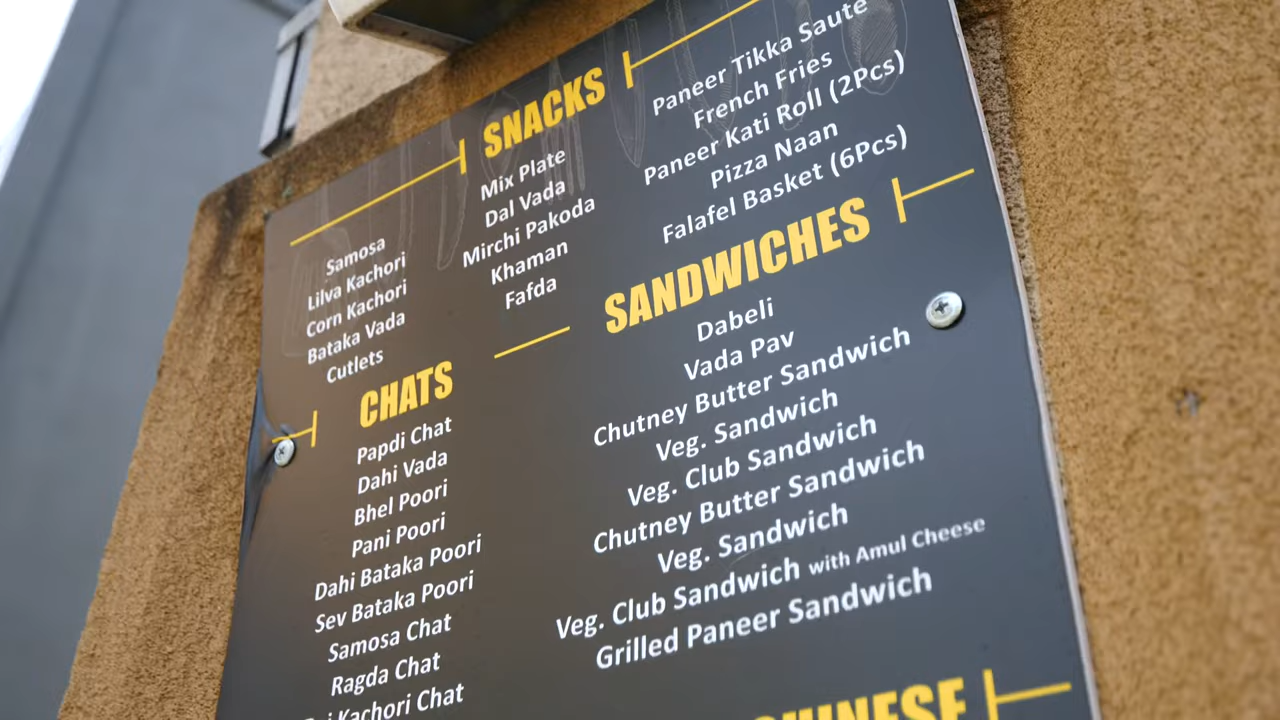 SNACKS
Samosa
Lilva Kachori
Corn Kachori
Bataka Vada
Cutlets
Mix Plate
Dal Vada
Mirchi Pakoda
Khaman
Fafda
Paneer Tikka Saute
French Fries
Paneer Kati Roll (2Pcs)
Pizza Naan
Falafel Basket (6Pcs)
CHATS
Papdi Chat
Dahi Vada
Bhel Poori
Pani Poori
Dahi Bataka Poori
Sev Bataka Poori
Samosa Chat
Ragda Chat
Kachori Chat
SANDWICHES
Dabeli
Vada Pav
Chutney Butter Sandwich
Veg. Sandwich
Veg. Club Sandwich
Chutney Butter Sandwich
Veg. Sandwich
Veg. Club Sandwich with Amul Cheese
Grilled Paneer Sandwich
CHINESE